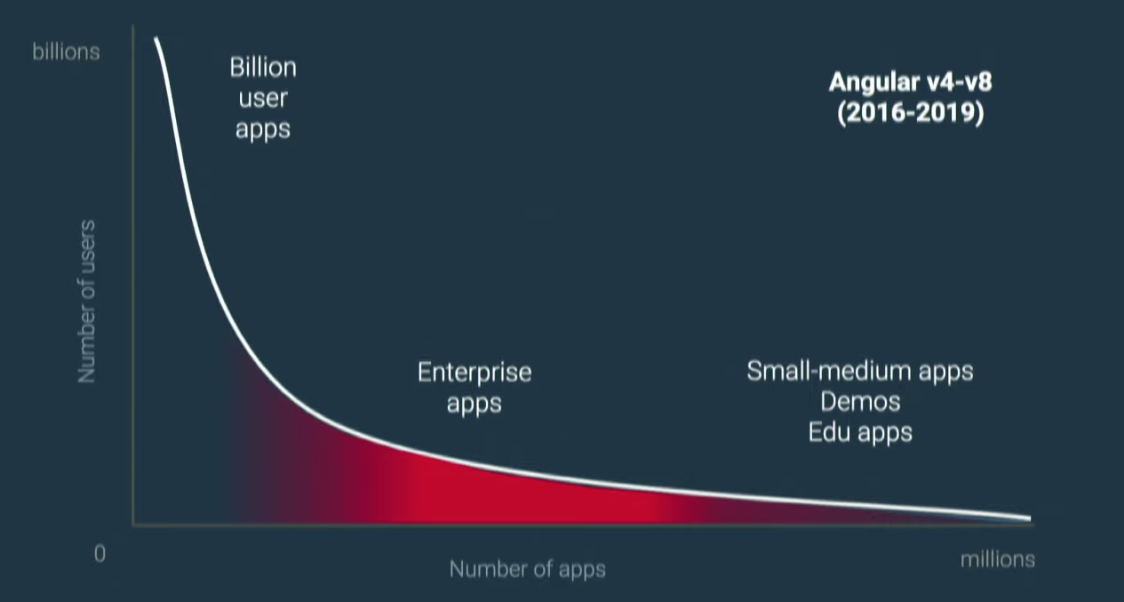 billions
Billion
user
apps
Angular v4-v8
(2016-2019)
Number of users
Enterprise
apps
Small-medium apps
Demos
Edu apps
0
Number of apps
millions